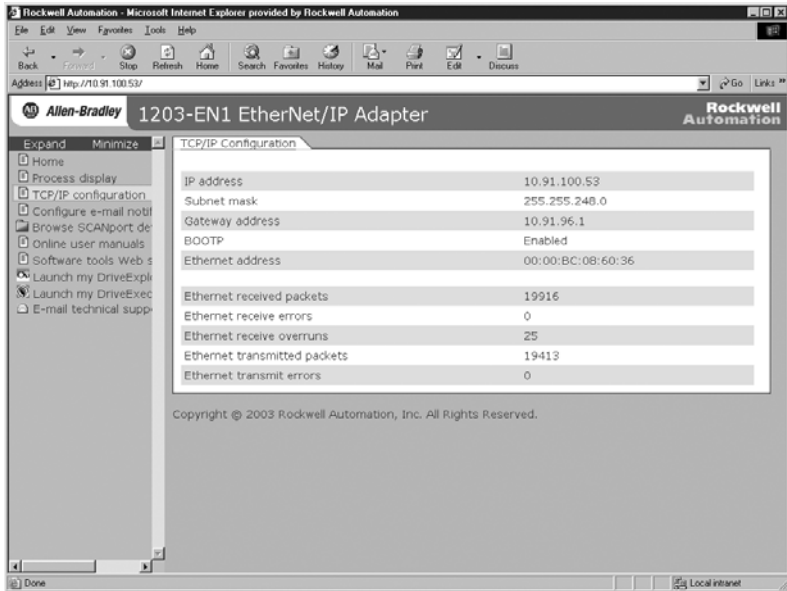 Rockwell Automation - Microsoft Internet Explorer provided by Rockwell Automation
File Edit View Favorites Tools Help
Back Forward Stop Refresh Home Search Favorites History Mail Print Edit Discuss
Address http://10.91.100.53/ Go Links »
AB Allen-Bradley 1203-EN1 EtherNet/IP Adapter Rockwell Automation
Expand Minimize
Home
Process display
TCP/IP configuration
Configure e-mail notif
Browse SCANport de
Online user manuals
Software tools Web s
Launch my DriveExpl
Launch my DriveExec
E-mail technical supp
TCP/IP Configuration
IP address 10.91.100.53
Subnet mask 255.255.248.0
Gateway address 10.91.96.1
BOOTP Enabled
Ethernet address 00:00:BC:08:60:36
Ethernet received packets 19916
Ethernet receive errors 0
Ethernet receive overruns 25
Ethernet transmitted packets 19413
Ethernet transmit errors 0
Copyright © 2003 Rockwell Automation, Inc. All Rights Reserved.
Done Local intranet